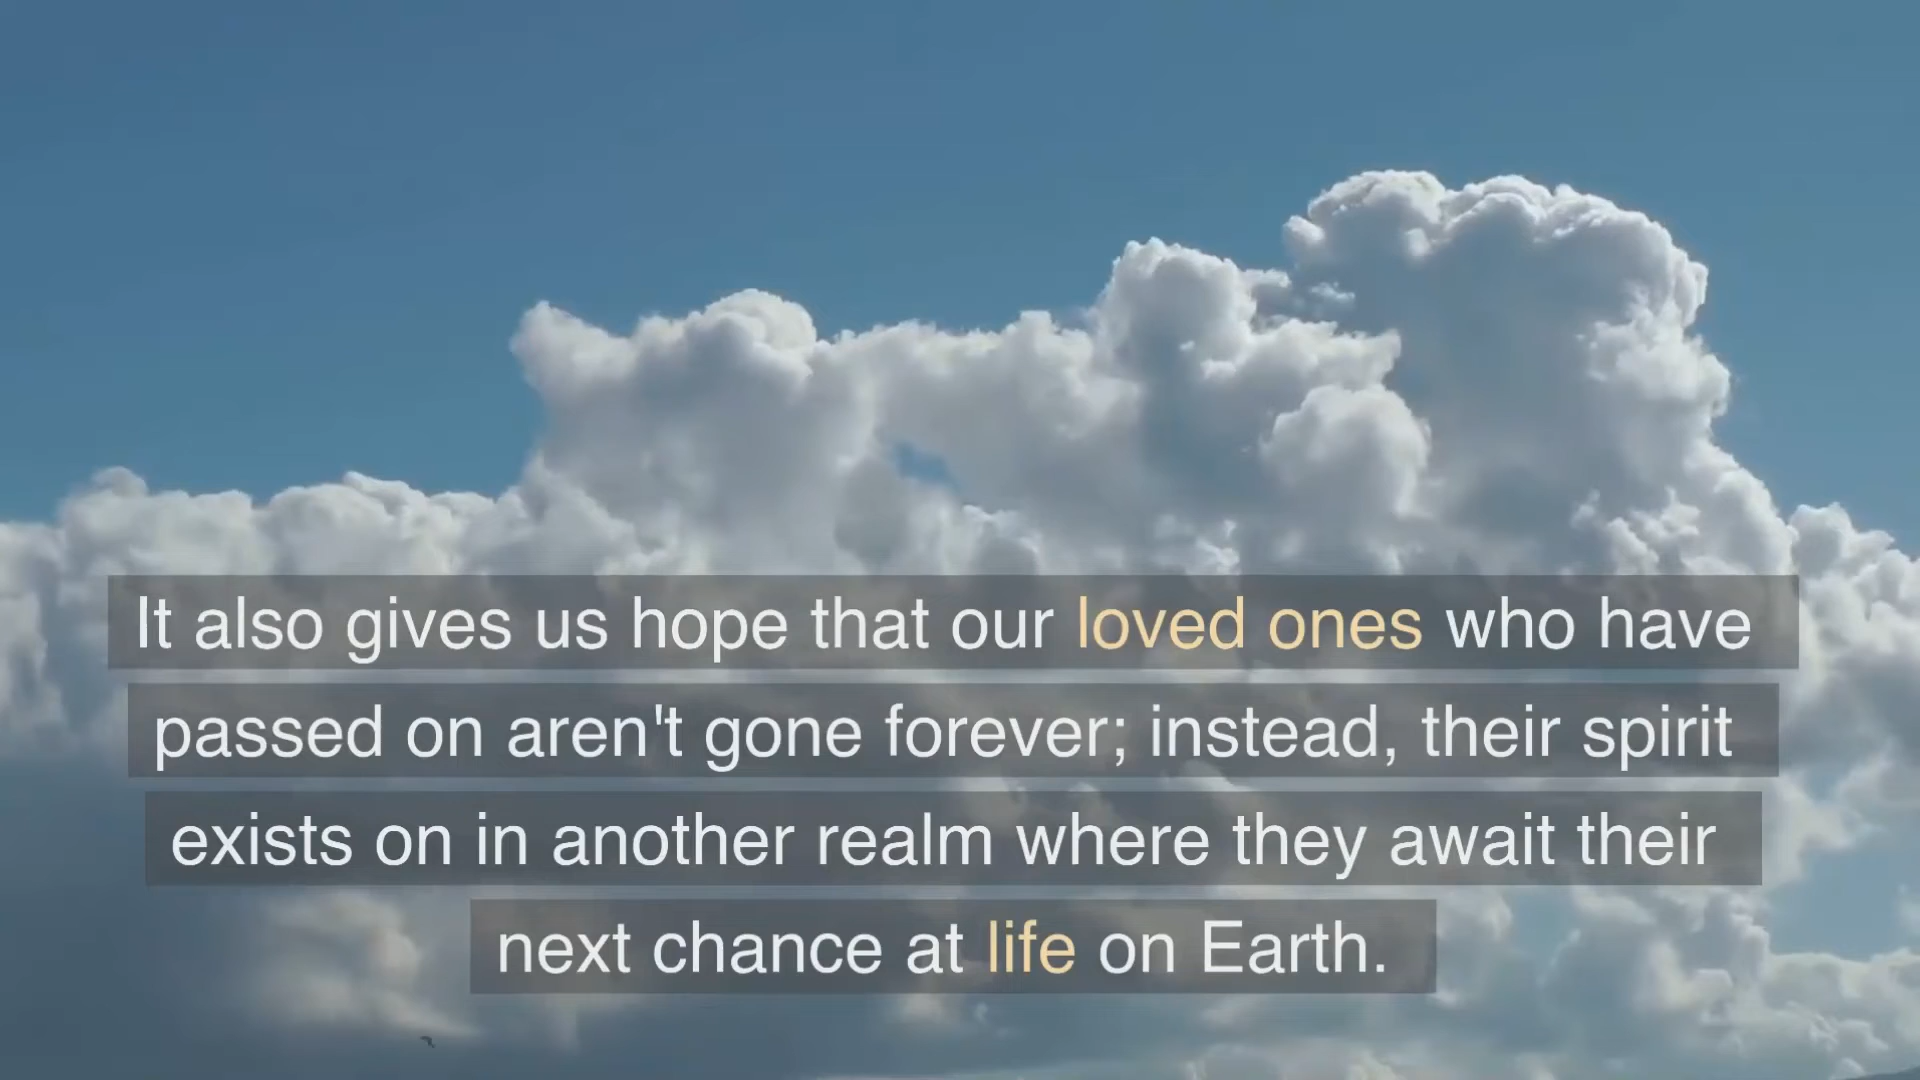 It also gives us hope that our loved ones who have
passed on aren't gone forever; instead, their spirit
exists on in another realm where they await their
next chance at life on Earth.